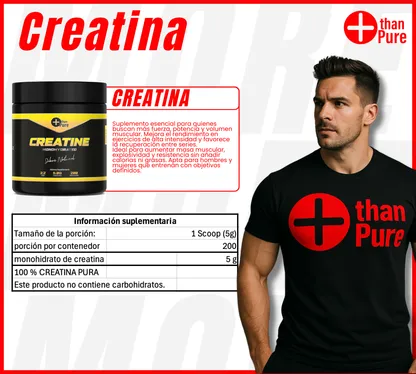 Creatina
than
Pure
than
Pure
CREATINE
CREATINA
Suplemento esencial para quienes
buscan más fuerza, potencia y volumen
muscular. Mejora el rendimiento en
ejercicios de alta intensidad y favorece
la recuperación entre series.
Ideal para aumentar masa muscular,
explosividad y resistencia sin añadir
calorías ni grasas. Apta para hombres y
mujeres que entrenan con objetivos
definidos.
than
Pure
Información suplementaria
Tamaño de la porción: 1 Scoop (5g)
porción por contenedor 200
monohidrato de creatina 5 g
100 % CREATINA PURA
Este producto no contiene carbohidratos.